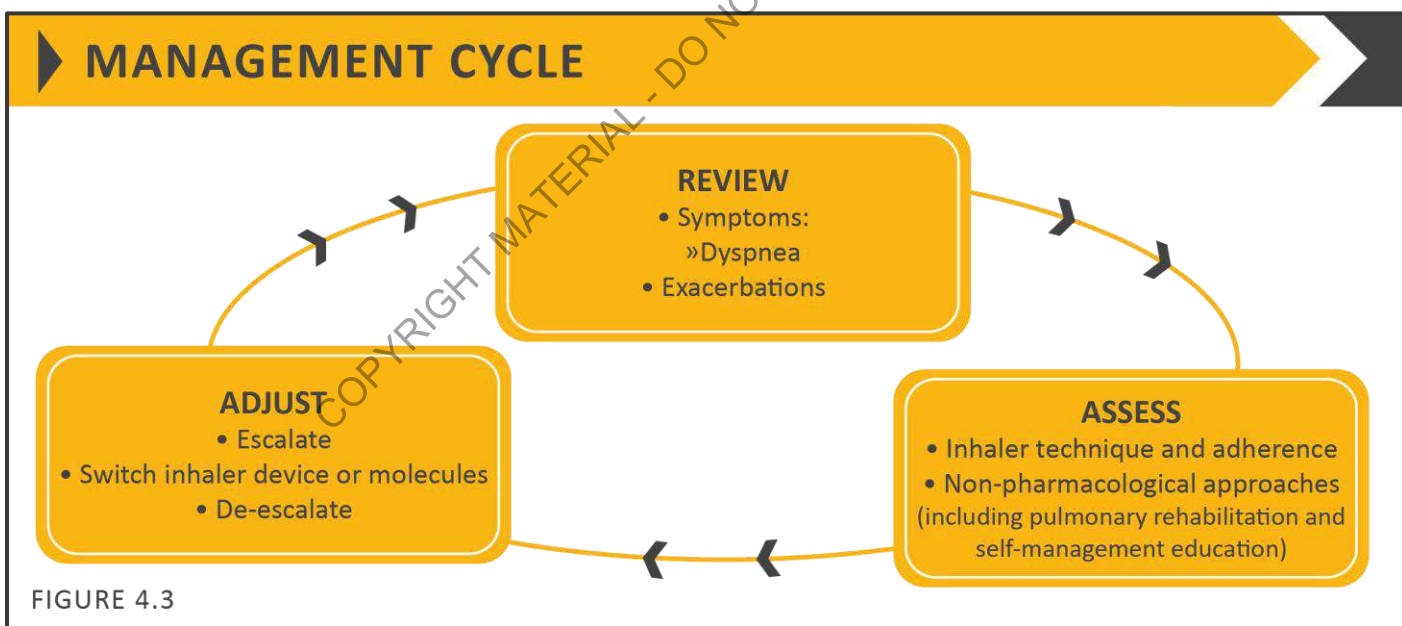 MANAGEMENT CYCLE
REVIEW
• Symptoms:
»Dyspnea
• Exacerbations
ADJUST
• Escalate
• Switch inhaler device or molecules
• De-escalate
ASSESS
• Inhaler technique and adherence
• Non-pharmacological approaches
(including pulmonary rehabilitation and
self-management education)
FIGURE 4.3
COPYRIGHT MATERIAL - DO